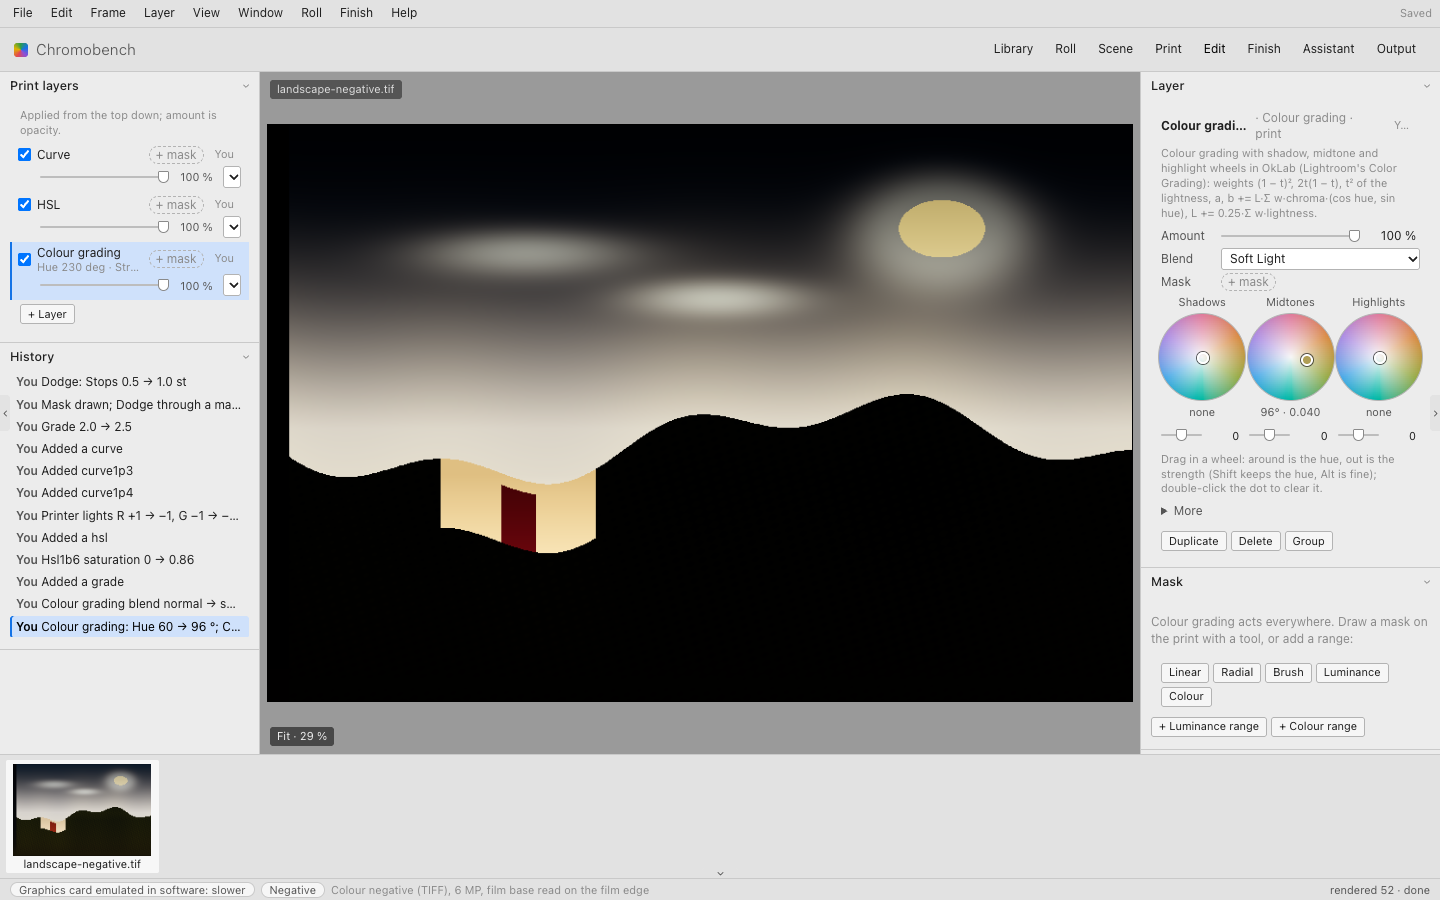 File Edit Frame Layer View Window Roll Finish Help Saved
Chromobench
Library Roll Scene Print Edit Finish Assistant Output
Print layers
Applied from the top down; amount is
opacity.
Curve + mask You
100 %
HSL + mask You
100 %
Colour grading + mask You
Hue 230 deg · Str...
100 %
+ Layer
History
You Dodge: Stops 0.5 → 1.0 st
You Mask drawn; Dodge through a ma...
You Grade 2.0 → 2.5
You Added a curve
You Added curve1p3
You Added curve1p4
You Printer lights R +1 → −1, G −1 → −...
You Added a hsl
You Hsl1b6 saturation 0 → 0.86
You Added a grade
You Colour grading blend normal → s...
You Colour grading: Hue 60 → 96 °; C...
landscape-negative.tif
Fit · 29 %
Layer
Colour gradi... · Colour grading · print Y...
Colour grading with shadow, midtone and
highlight wheels in OkLab (Lightroom's Color
Grading): weights (1 − t)², 2t(1 − t), t² of the
lightness, a, b += L·Σ w·chroma·(cos hue, sin
hue), L += 0.25·Σ w·lightness.
Amount 100 %
Blend Soft Light
Mask + mask
Shadows Midtones Highlights
none 96° · 0.040 none
0 0 0
Drag in a wheel: around is the hue, out is the
strength (Shift keeps the hue, Alt is fine);
double-click the dot to clear it.
More
Duplicate Delete Group
Mask
Colour grading acts everywhere. Draw a mask on
the print with a tool, or add a range:
Linear Radial Brush Luminance
Colour
+ Luminance range + Colour range
landscape-negative.tif
Graphics card emulated in software: slower Negative Colour negative (TIFF), 6 MP, film base read on the film edge rendered 52 · done